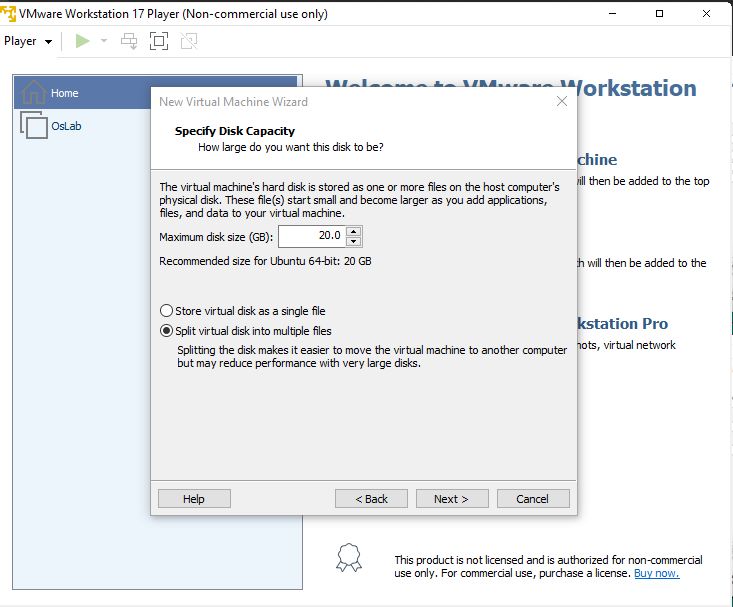 VMware Workstation 17 Player (Non-commercial use only)
Player
Home
OsLab
Welcome to VMware Workstation
New Virtual Machine Wizard
Specify Disk Capacity
How large do you want this disk to be?
chine
ll then be added to the top
The virtual machine's hard disk is stored as one or more files on the host computer's
physical disk. These file(s) start small and become larger as you add applications,
files, and data to your virtual machine.
Maximum disk size (GB): 20.0
Recommended size for Ubuntu 64-bit: 20 GB
h will then be added to the
Store virtual disk as a single file
kstation Pro
Split virtual disk into multiple files
hots, virtual network
Splitting the disk makes it easier to move the virtual machine to another computer
but may reduce performance with very large disks.
Help
< Back
Next >
Cancel
This product is not licensed and is authorized for non-commercial
use only. For commercial use, purchase a license. Buy now.